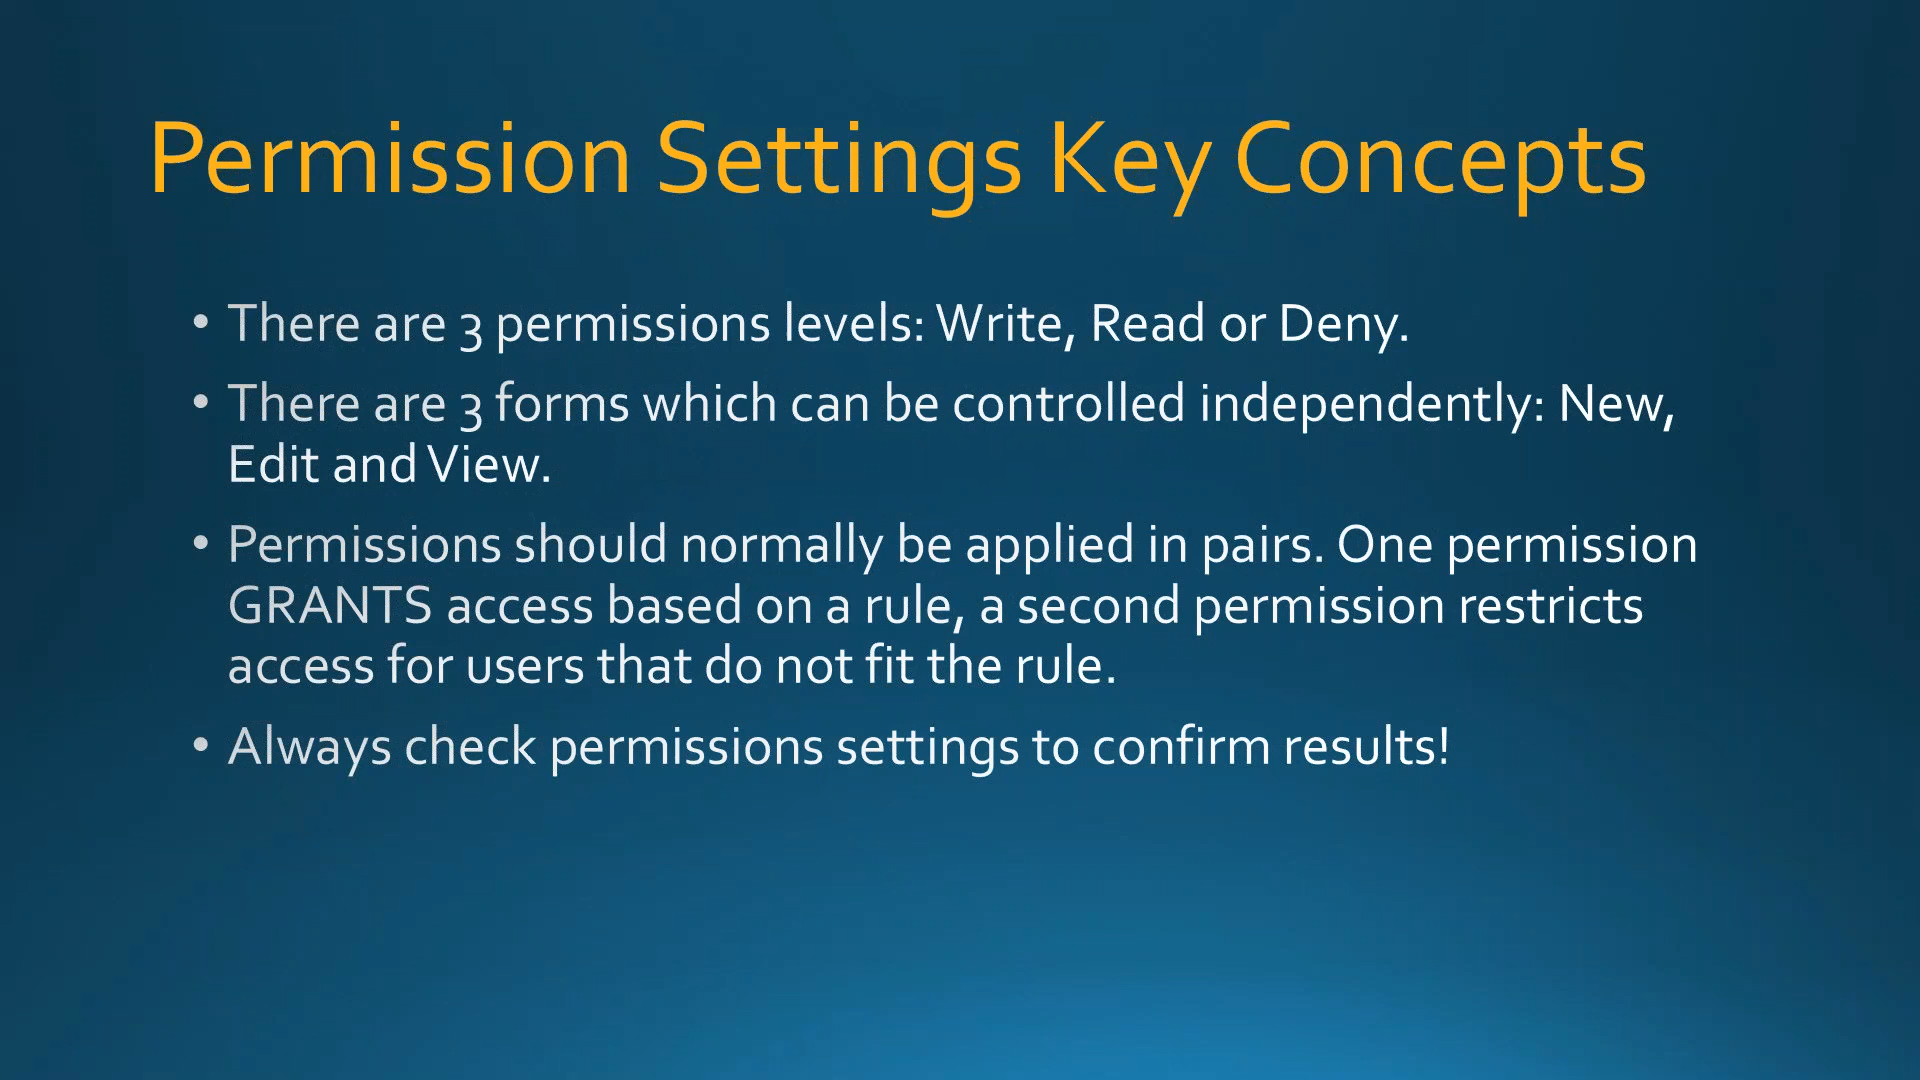 Permission Settings Key Concepts
• There are 3 permissions levels: Write, Read or Deny.
• There are 3 forms which can be controlled independently: New,
Edit and View.
• Permissions should normally be applied in pairs. One permission
GRANTS access based on a rule, a second permission restricts
access for users that do not fit the rule.
• Always check permissions settings to confirm results!